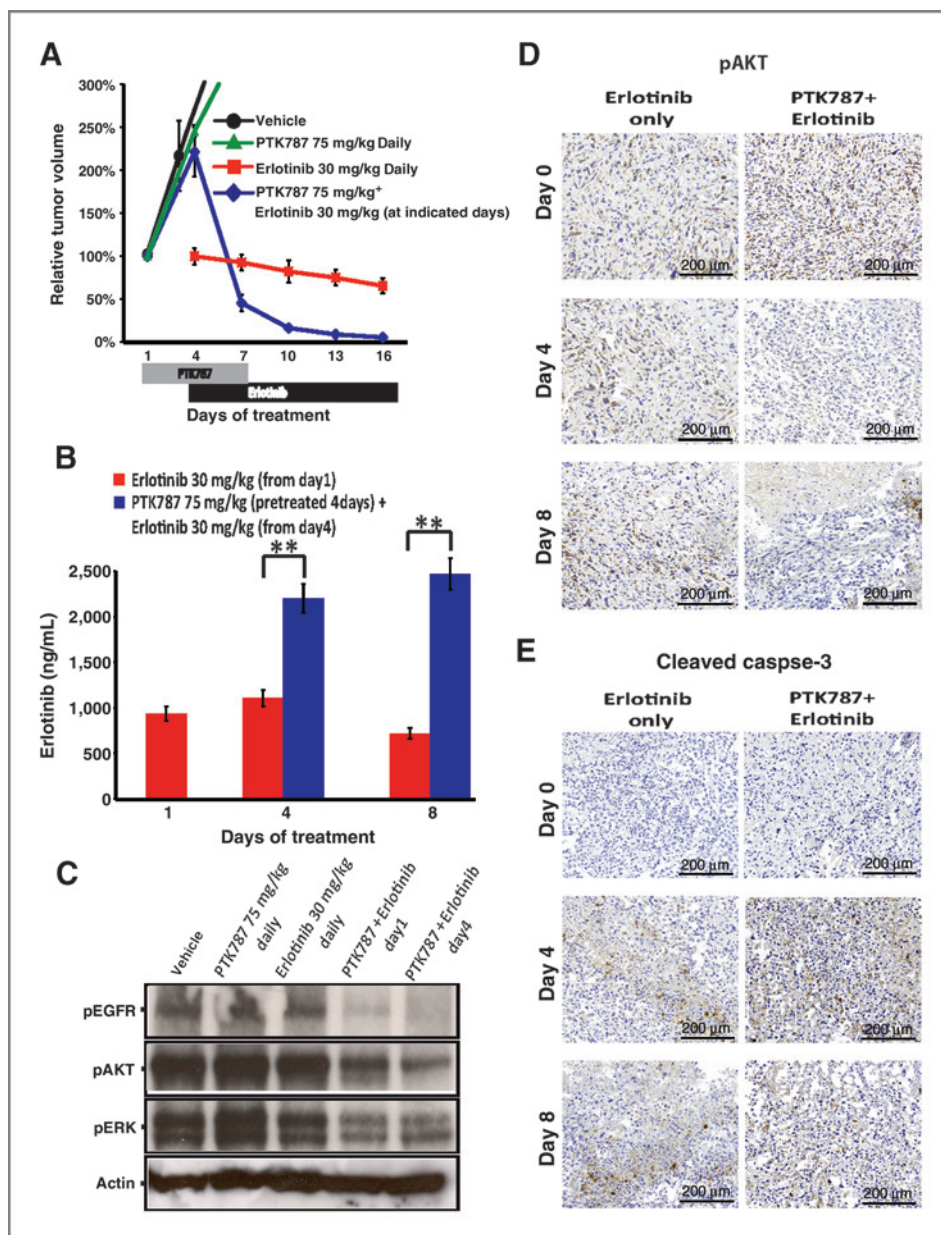 A
300%
250%
200%
150%
100%
50%
0%
Relative tumor volume
Vehicle
PTK787 75 mg/kg Daily
Erlotinib 30 mg/kg Daily
PTK787 75 mg/kg+
Erlotinib 30 mg/kg (at indicated days)
1 4 7 10 13 16
PTK787
Erlotinib
Days of treatment
B
Erlotinib 30 mg/kg (from day1)
PTK787 75 mg/kg (pretreated 4days) +
Erlotinib 30 mg/kg (from day4)
** **
2,500
2,000
1,500
1,000
500
0
Erlotinib (ng/mL)
1 4 8
Days of treatment
C
Vehicle
PTK787 75 mg/kg
daily
Erlotinib 30 mg/kg
daily
PTK787+Erlotinib
day1
PTK787+Erlotinib
day4
pEGFR
pAKT
pERK
Actin
D
pAKT
Erlotinib
only
PTK787+
Erlotinib
Day 0
200 µm
200 µm
Day 4
200 µm
200 µm
Day 8
200 µm
200 µm
E
Cleaved caspse-3
Erlotinib
only
PTK787+
Erlotinib
Day 0
200 µm
200 µm
Day 4
200 µm
200 µm
Day 8
200 µm
200 µm